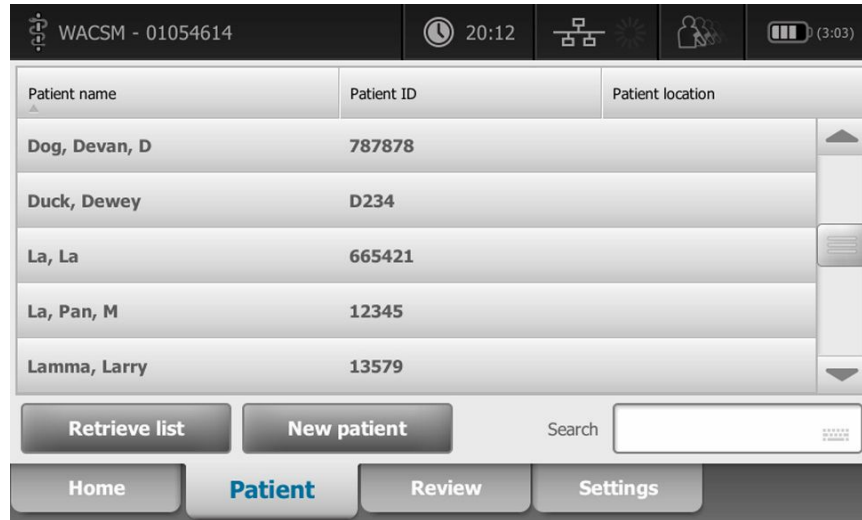 WACSM - 01054614 20:12 (3:03)
Patient name Patient ID Patient location
Dog, Devan, D 787878
Duck, Dewey D234
La, La 665421
La, Pan, M 12345
Lamma, Larry 13579
Retrieve list New patient Search
Home Patient Review Settings